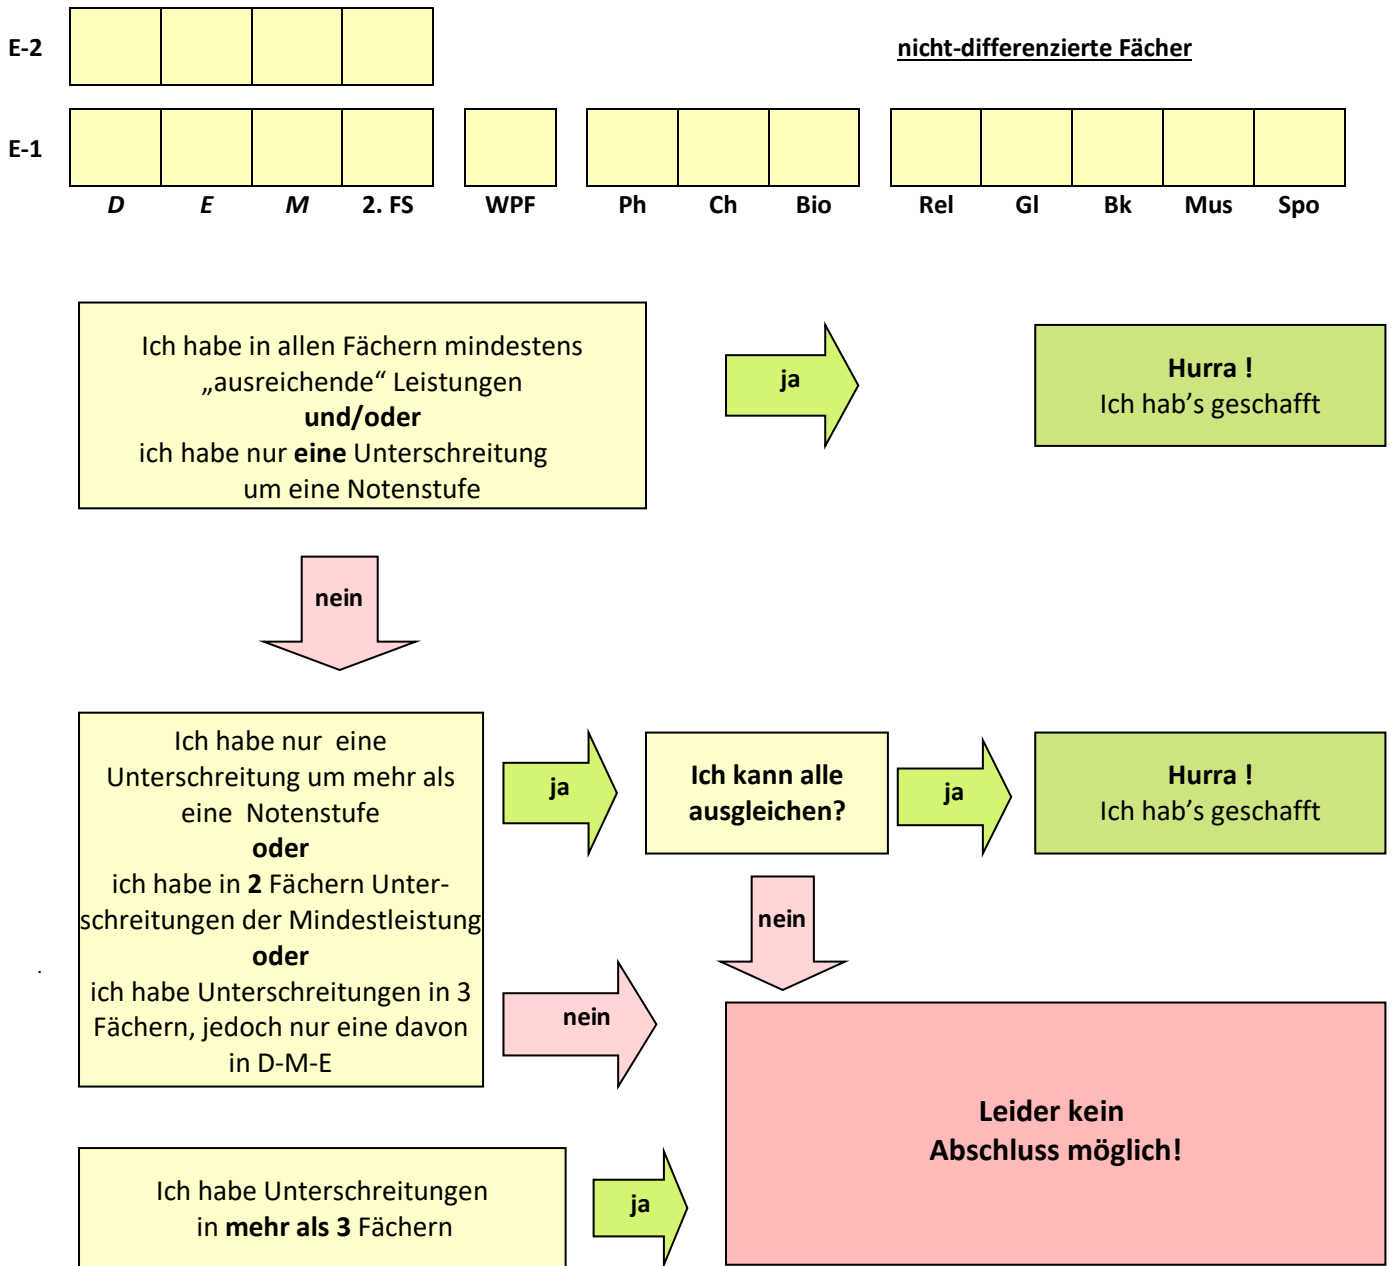 E-2
nicht-differenzierte Fächer
E-1
D E M 2. FS WPF Ph Ch Bio Rel Gl Bk Mus Spo
Ich habe in allen Fächern mindestens
„ausreichende“ Leistungen
und/oder
ich habe nur eine Unterschreitung
um eine Notenstufe
ja
Hurra !
Ich hab’s geschafft
nein
Ich habe nur eine
Unterschreitung um mehr als
eine Notenstufe
oder
ich habe in 2 Fächern Unter-
schreitungen der Mindestleistung
oder
ich habe Unterschreitungen in 3
Fächern, jedoch nur eine davon
in D-M-E
ja
Ich kann alle
ausgleichen?
ja
Hurra !
Ich hab’s geschafft
nein
nein
Leider kein
Abschluss möglich!
Ich habe Unterschreitungen
in mehr als 3 Fächern
ja